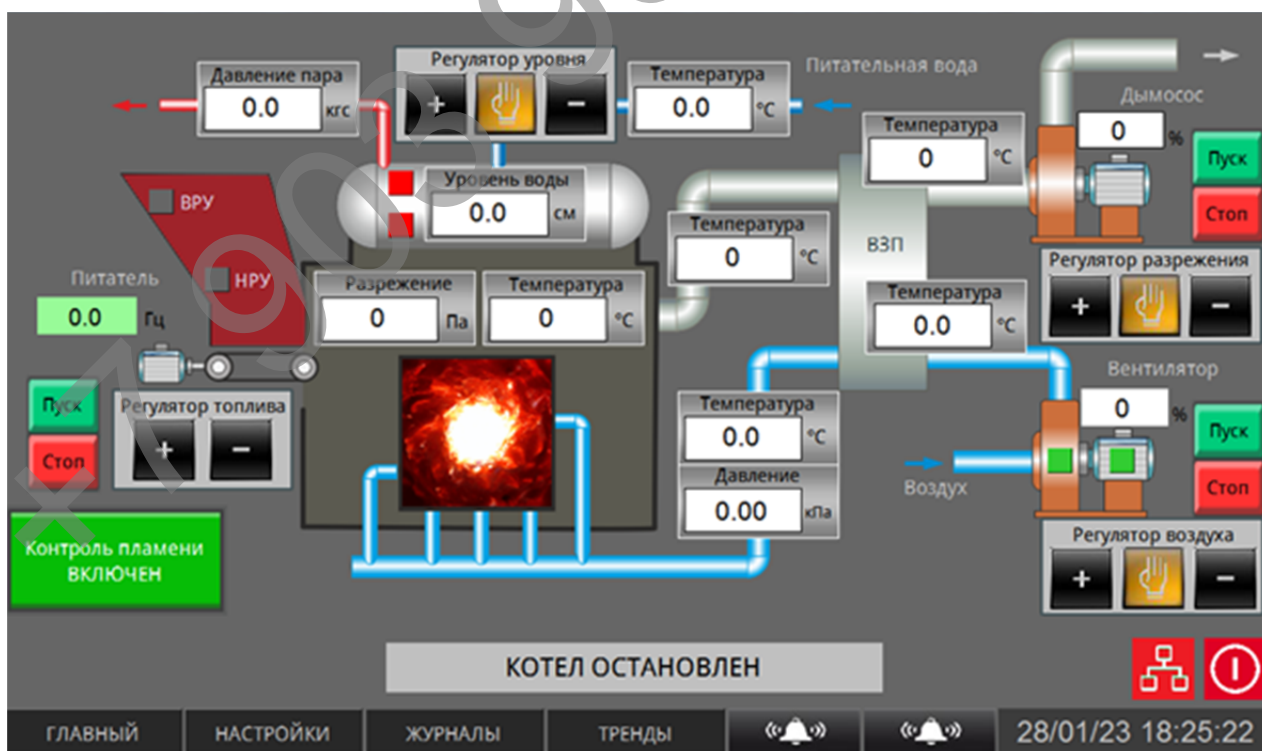 Давление пара
0.0 кгс
Регулятор уровня
+ −
Температура
0.0 °C
Питательная вода
Дымосос
0 %
Пуск
Стоп
Температура
0 °C
ВРУ
НРУ
Уровень воды
0.0 см
Температура
0 °C
ВЗП
Регулятор разрежения
+ −
Питатель
0.0 Гц
Разрежение
0 Па
Температура
0 °C
Температура
0.0 °C
Вентилятор
0 %
Пуск
Стоп
Пуск
Стоп
Регулятор топлива
+ −
Температура
0.0 °C
Давление
0.00 кПа
Воздух
Регулятор воздуха
+ −
Контроль пламени
ВКЛЮЧЕН
КОТЕЛ ОСТАНОВЛЕН
ГЛАВНЫЙ НАСТРОЙКИ ЖУРНАЛЫ ТРЕНДЫ 28/01/23 18:25:22